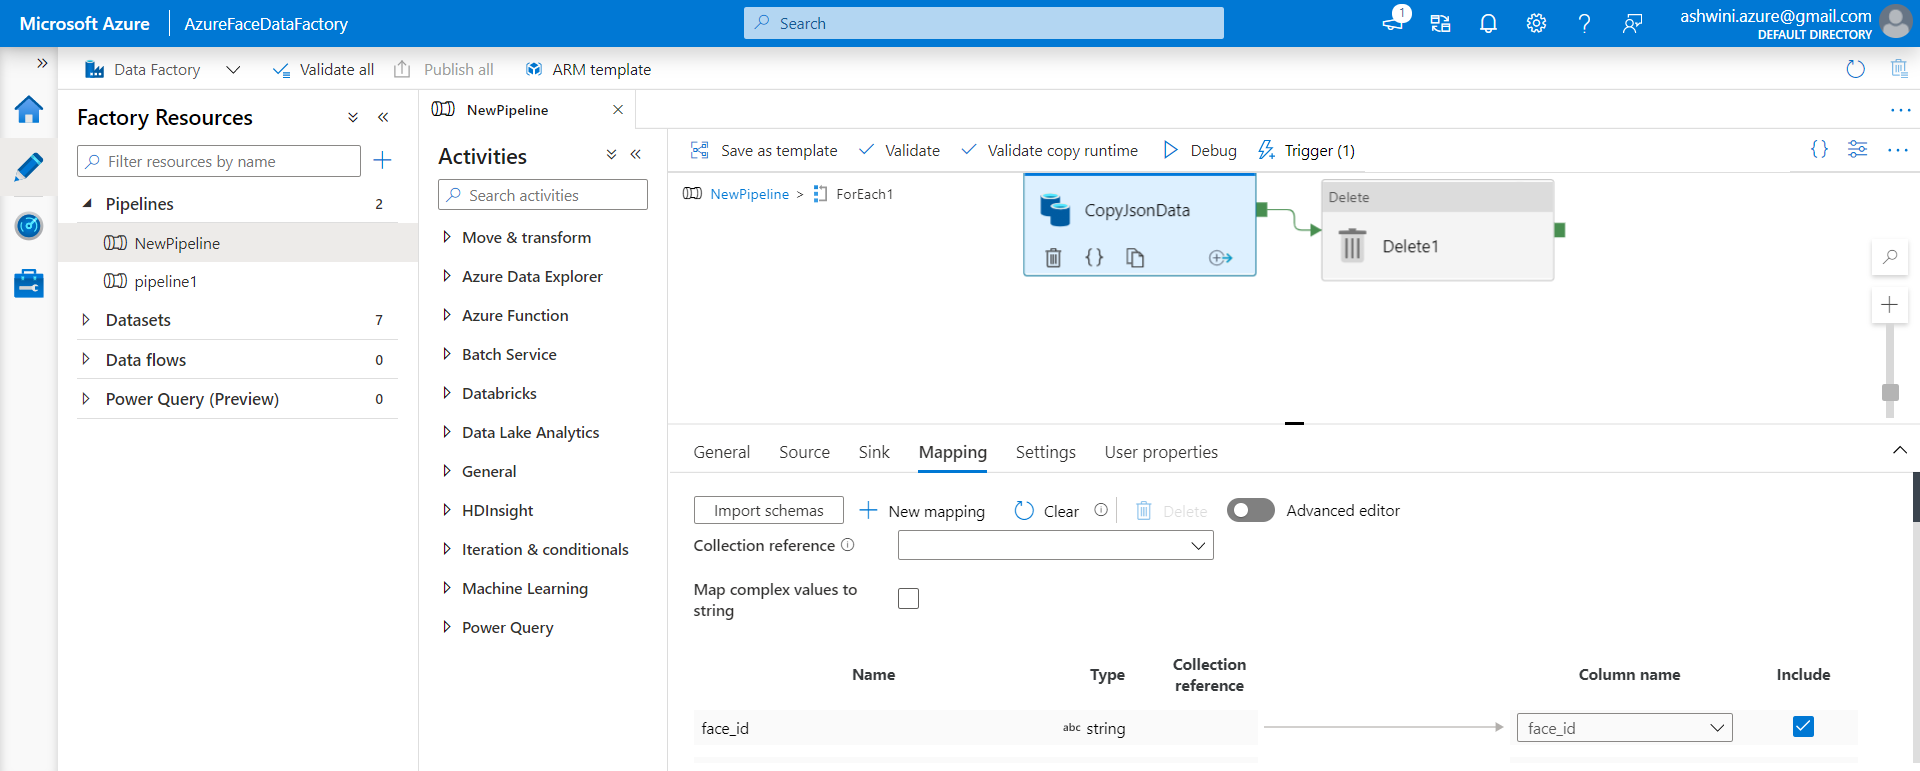 Microsoft Azure AzureFaceDataFactory Search 1 ashwini.azure@gmail.com
DEFAULT DIRECTORY
Data Factory Validate all Publish all ARM template
Factory Resources
Filter resources by name
Pipelines 2
NewPipeline
pipeline1
Datasets 7
Data flows 0
Power Query (Preview) 0
NewPipeline
Activities
Search activities
Move & transform
Azure Data Explorer
Azure Function
Batch Service
Databricks
Data Lake Analytics
General
HDInsight
Iteration & conditionals
Machine Learning
Power Query
Save as template Validate Validate copy runtime Debug Trigger (1)
NewPipeline > ForEach1
CopyJsonData
Delete
Delete1
General Source Sink Mapping Settings User properties
Import schemas New mapping Clear Delete Advanced editor
Collection reference
Map complex values to
string
Name Type Collection
reference Column name Include
face_id abc string face_id